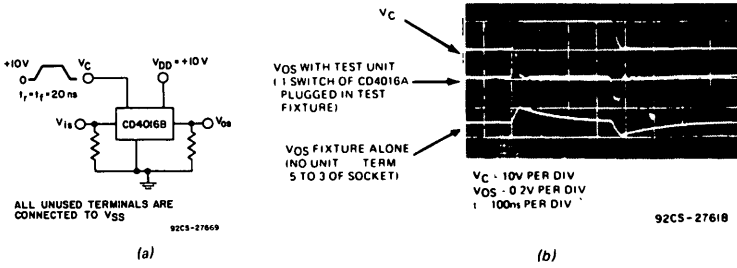 +10V
0
tr=tf=20ns
VC
VDD=+10V
Vis
CD4016B
Vos
ALL UNUSED TERMINALS ARE
CONNECTED TO VSS
92CS-27669
(a)
VC
VOS WITH TEST UNIT
(1 SWITCH OF CD4016A
PLUGGED IN TEST
FIXTURE)
VOS FIXTURE ALONE
(NO UNIT TERM
5 TO 3 OF SOCKET)
VC - 10V PER DIV
VOS - 0.2V PER DIV
t 100ns PER DIV
92CS-27618
(b)